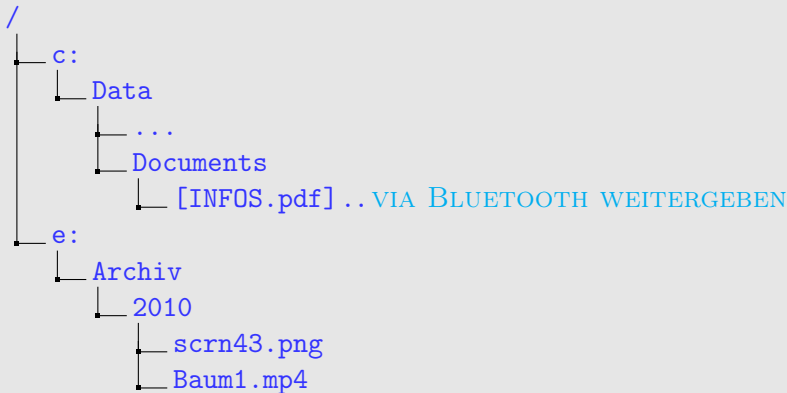 /
c:
Data
...
Documents
[INFOS.pdf]..VIA BLUETOOTH WEITERGEBEN
e:
Archiv
2010
scrn43.png
Baum1.mp4